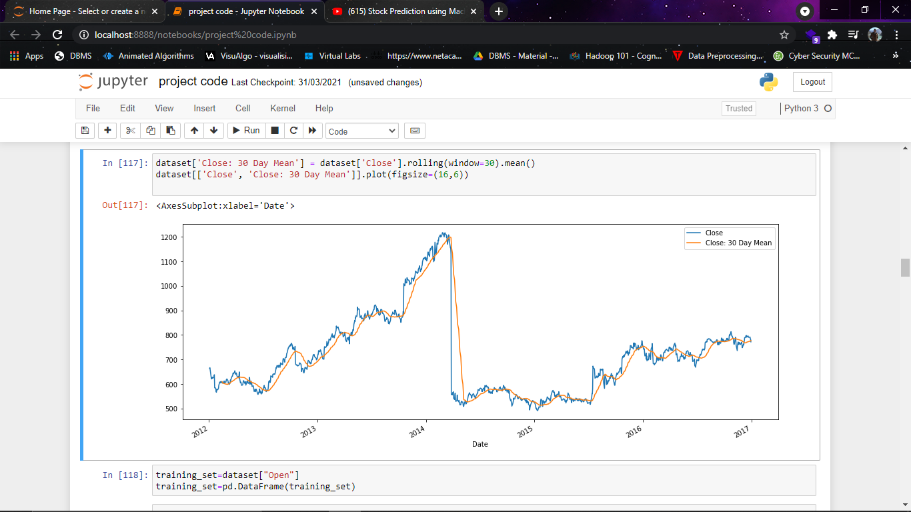 Home Page - Select or create a n
project code - Jupyter Notebook
(615) Stock Prediction using Mac
localhost:8888/notebooks/project%20code.ipynb
9
Apps
DBMS
Animated Algorithms
VisuAlgo - visualisi...
Virtual Labs
https://www.netaca...
DBMS - Material -...
Hadoop 101 - Cogn...
Data Preprocessing...
Cyber Security MC...
jupyter project code Last Checkpoint: 31/03/2021 (unsaved changes)
Logout
File Edit View Insert Cell Kernel Help
Trusted
Python 3
Run
Code
In [117]: dataset['Close: 30 Day Mean'] = dataset['Close'].rolling(window=30).mean()
dataset[['Close', 'Close: 30 Day Mean']].plot(figsize=(16,6))
Out[117]: <AxesSubplot:xlabel='Date'>
Close
Close: 30 Day Mean
1200
1100
1000
900
800
700
600
500
2012 2013 2014 2015 2016 2017
Date
In [118]: training_set=dataset["Open"]
training_set=pd.DataFrame(training_set)